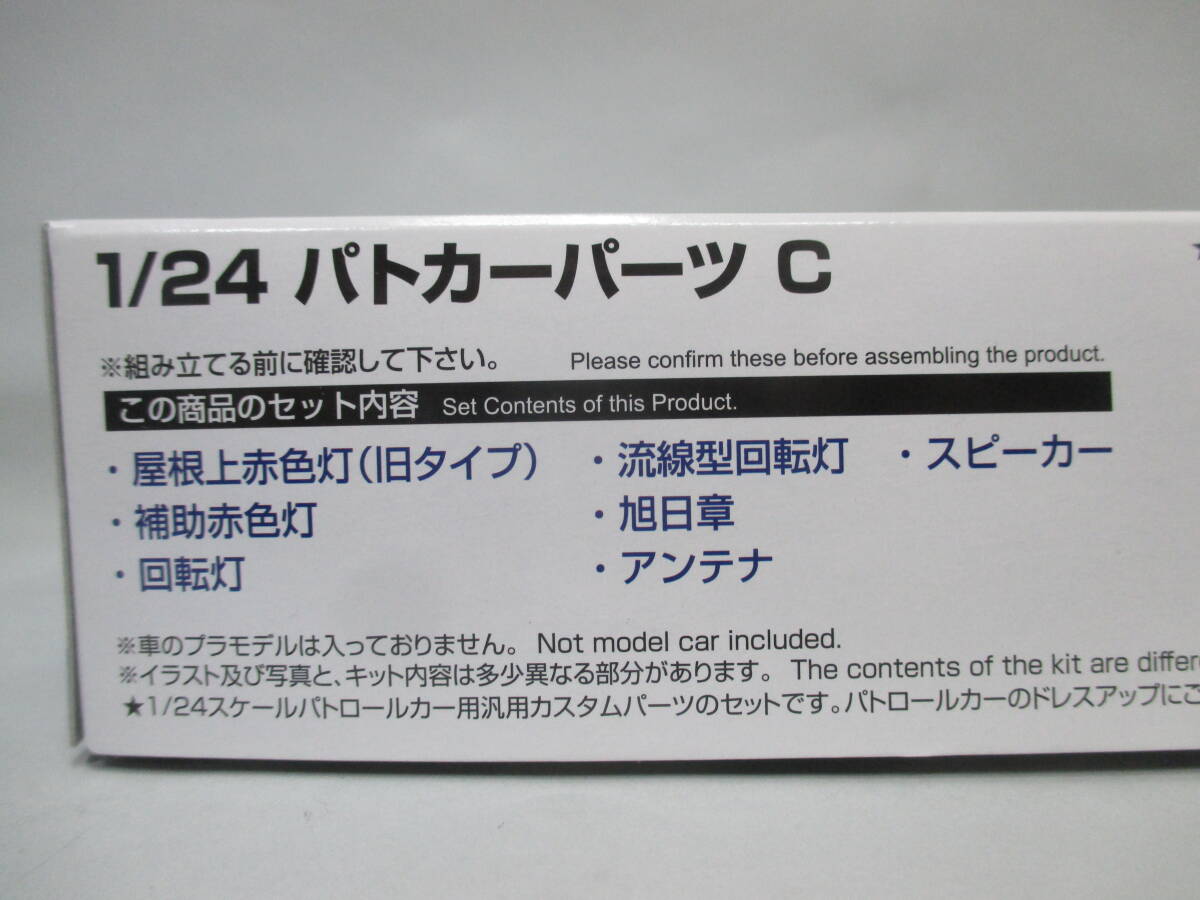 1/24 パトカーパーツ C
※組み立てる前に確認して下さい。 Please confirm these before assembling the product.
この商品のセット内容 Set Contents of this Product.
・屋根上赤色灯(旧タイプ) ・流線型回転灯 ・スピーカー
・補助赤色灯 ・旭日章
・回転灯 ・アンテナ
※車のプラモデルは入っておりません。 Not model car included.
※イラスト及び写真と、キット内容は多少異なる部分があります。 The contents of the kit are
★1/24スケールパトロールカー用汎用カスタムパーツのセットです。パトロールカーのドレスアップにご